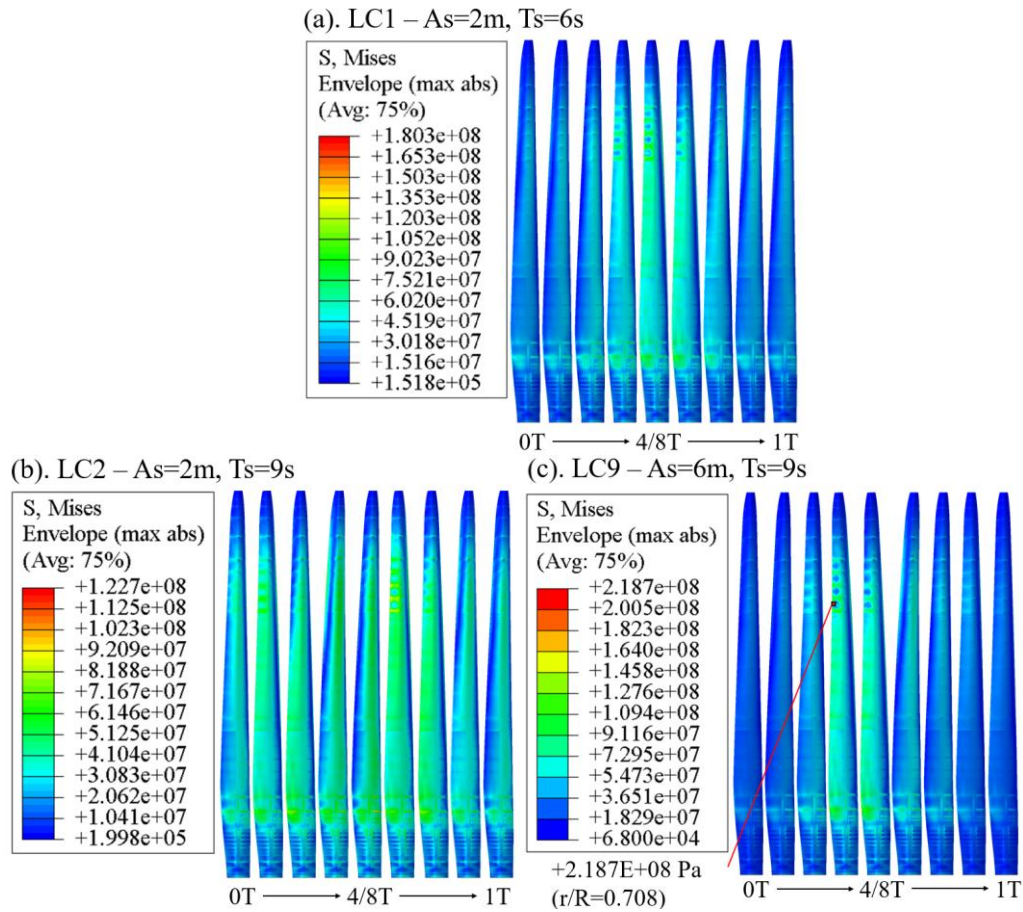 (a). LC1 – As=2m, Ts=6s
S, Mises
Envelope (max abs)
(Avg: 75%)
+1.803e+08
+1.653e+08
+1.503e+08
+1.353e+08
+1.203e+08
+1.052e+08
+9.023e+07
+7.521e+07
+6.020e+07
+4.519e+07
+3.018e+07
+1.516e+07
+1.518e+05
0T 4/8T 1T
(b). LC2 – As=2m, Ts=9s
S, Mises
Envelope (max abs)
(Avg: 75%)
+1.227e+08
+1.125e+08
+1.023e+08
+9.209e+07
+8.188e+07
+7.167e+07
+6.146e+07
+5.125e+07
+4.104e+07
+3.083e+07
+2.062e+07
+1.041e+07
+1.998e+05
0T 4/8T 1T
(c). LC9 – As=6m, Ts=9s
S, Mises
Envelope (max abs)
(Avg: 75%)
+2.187e+08
+2.005e+08
+1.823e+08
+1.640e+08
+1.458e+08
+1.276e+08
+1.094e+08
+9.116e+07
+7.295e+07
+5.473e+07
+3.651e+07
+1.829e+07
+6.800e+04
+2.187E+08 Pa
(r/R=0.708)
0T 4/8T 1T